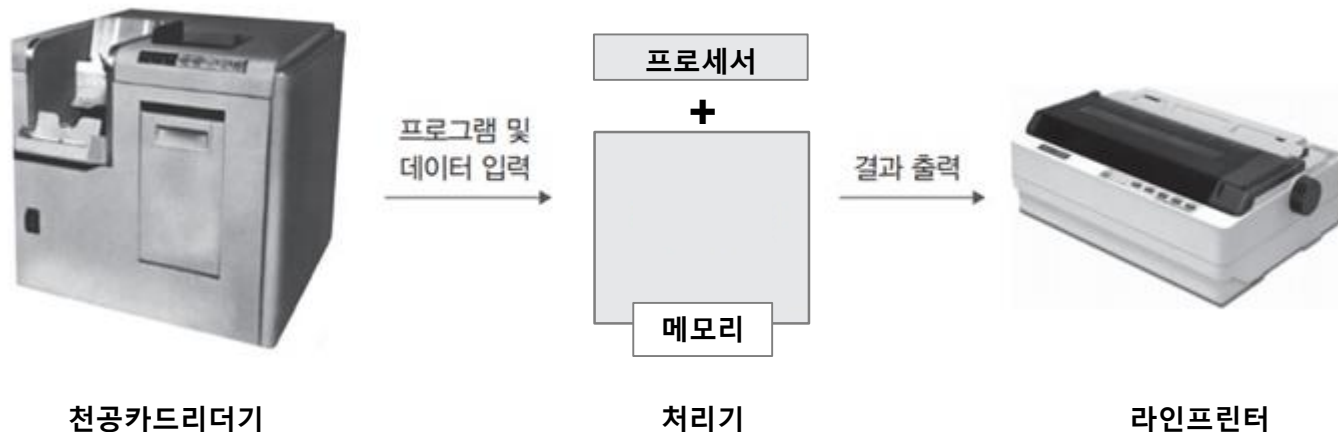 프로세서
+
프로그램 및
데이터 입력
결과 출력
메모리
천공카드리더기
처리기
라인프린터